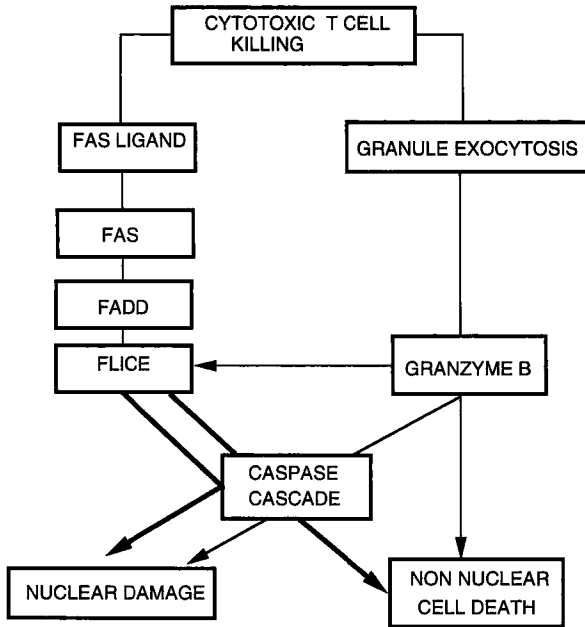 CYTOTOXIC T CELL
KILLING
FAS LIGAND
GRANULE EXOCYTOSIS
FAS
FADD
FLICE
GRANZYME B
CASPASE
CASCADE
NUCLEAR DAMAGE
NON NUCLEAR
CELL DEATH